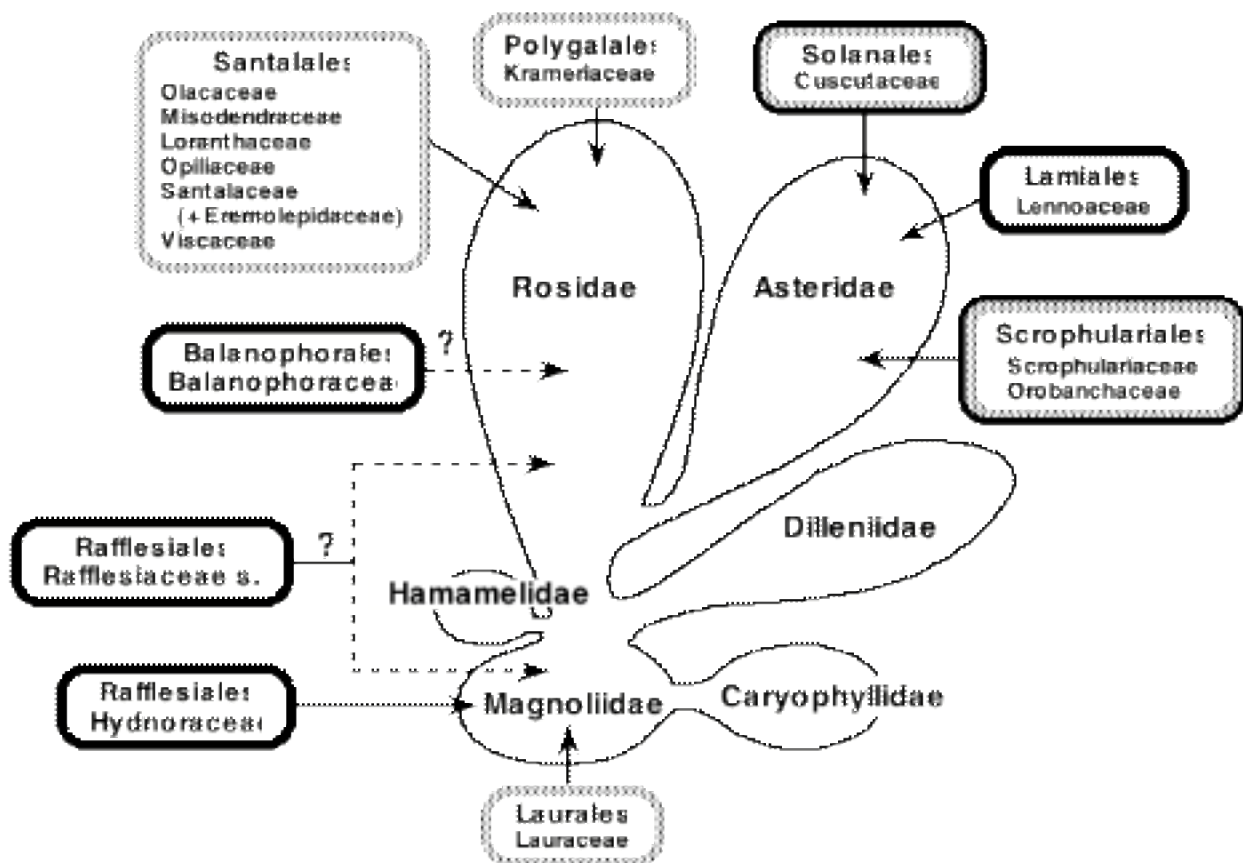 Santalales
Olacaceae
Misodendraceae
Loranthaceae
Opiliaceae
Santalaceae
(+ Eremolepidaceae)
Viscaceae
Polygalales
Krameriaceae
Solanales
Cuscutaceae
Lamiales
Lennoaceae
Rosidae
Asteridae
Scrophulariales
Scrophulariaceae
Orobanchaceae
?
Balanophorales
Balanophoraceae
Dilleniidae
?
Rafflesiales
Rafflesiaceae s.
Hamamelidae
Rafflesiales
Hydnoraceae
Magnoliidae
Caryophyllidae
Laurales
Lauraceae